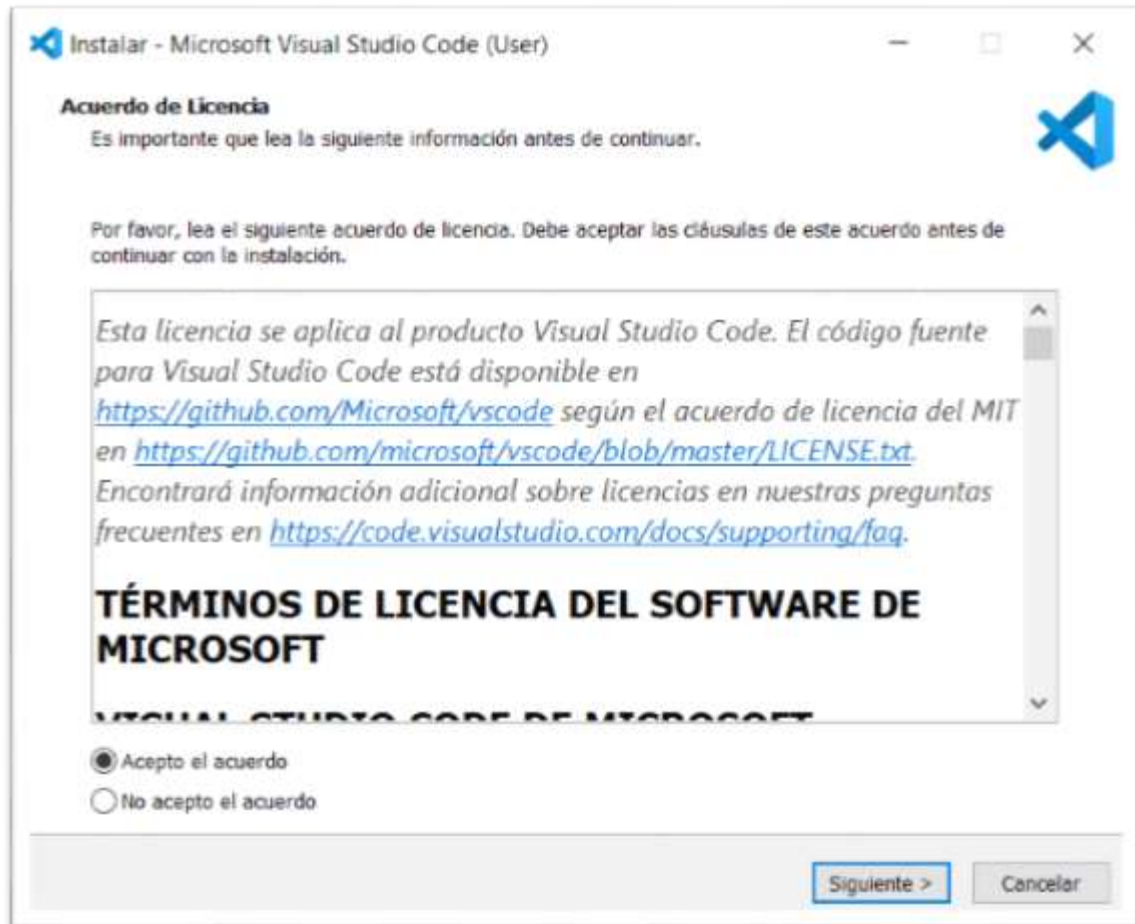 Instalar - Microsoft Visual Studio Code (User)
Acuerdo de Licencia
Es importante que lea la siguiente información antes de continuar.
Por favor, lea el siguiente acuerdo de licencia. Debe aceptar las cláusulas de este acuerdo antes de
continuar con la instalación.
Esta licencia se aplica al producto Visual Studio Code. El código fuente
para Visual Studio Code está disponible en
https://github.com/Microsoft/vscode según el acuerdo de licencia del MIT
en https://github.com/microsoft/vscode/blob/master/LICENSE.txt.
Encontrará información adicional sobre licencias en nuestras preguntas
frecuentes en https://code.visualstudio.com/docs/supporting/faq.
TÉRMINOS DE LICENCIA DEL SOFTWARE DE
MICROSOFT
VISUAL STUDIO CODE DE MICROSOFT
Acepto el acuerdo
No acepto el acuerdo
Siguiente >
Cancelar